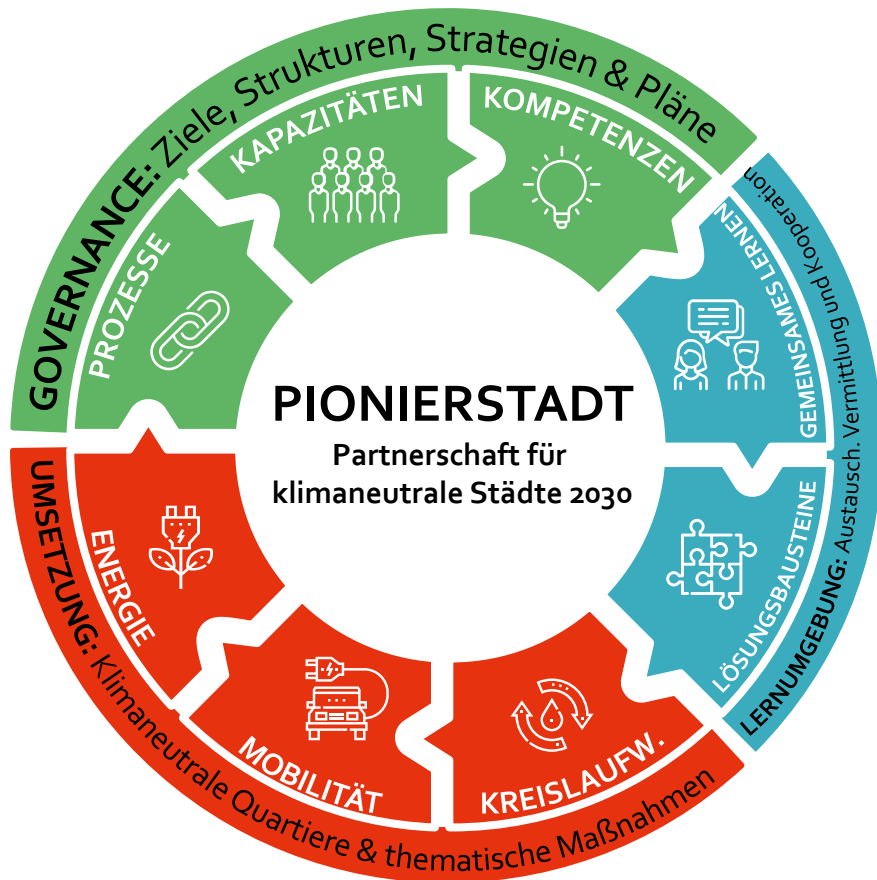 GOVERNANCE: Ziele, Strukturen, Strategien & Pläne
PROZESSE
KAPAZITÄTEN
KOMPETENZEN
LERNUMGEBUNG: Austausch. Vermittlung und Kooperation
GEMEINSAMES LERNEN
LÖSUNGSBAUSTEINE
UMSETZUNG: Klimaneutrale Quartiere & thematische Maßnahmen
KREISLAUFW.
MOBILITÄT
ENERGIE
PIONIERSTADT
Partnerschaft für
klimaneutrale Städte 2030